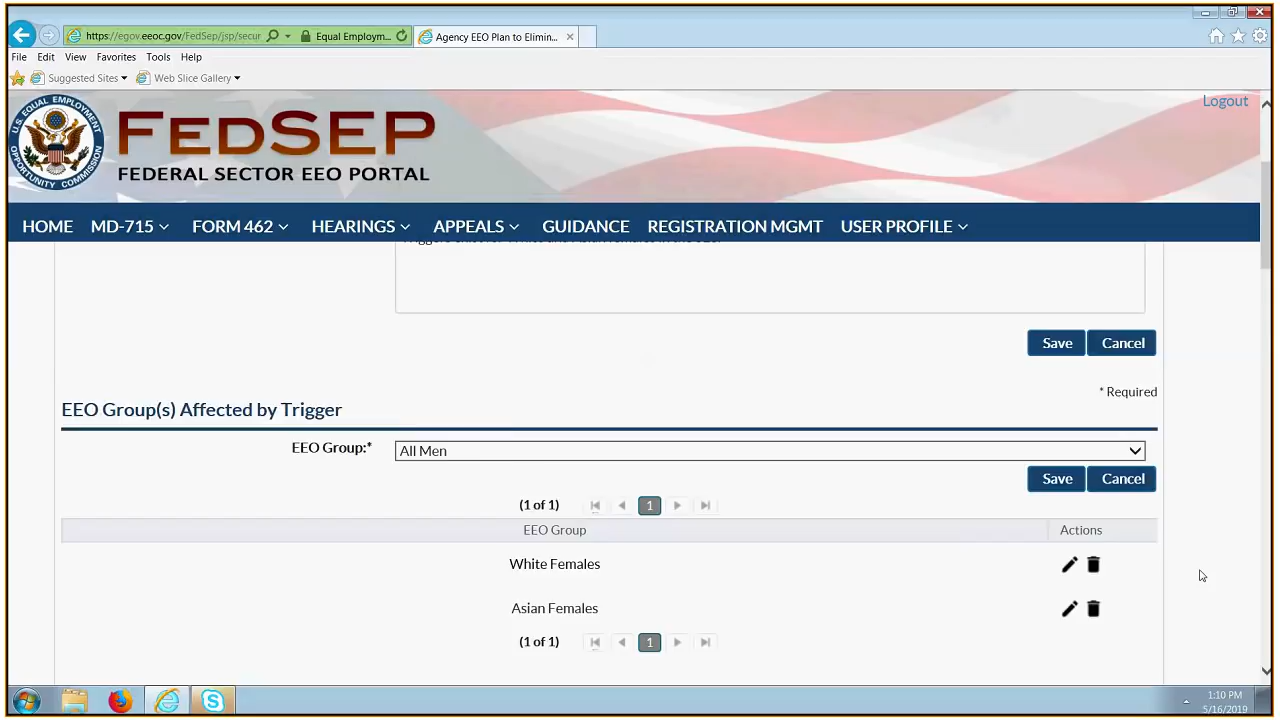 https://egov.eeoc.gov/FedSep/jsp/secur
Equal Employm...
Agency EEO Plan to Elimin...
File Edit View Favorites Tools Help
Suggested Sites Web Slice Gallery
Logout
U.S. EQUAL EMPLOYMENT OPPORTUNITY COMMISSION
FEDSEP
FEDERAL SECTOR EEO PORTAL
HOME MD-715 FORM 462 HEARINGS APPEALS GUIDANCE REGISTRATION MGMT USER PROFILE
Save Cancel
* Required
EEO Group(s) Affected by Trigger
EEO Group:* All Men
Save Cancel
(1 of 1) 1
EEO Group Actions
White Females
Asian Females
(1 of 1) 1
1:10 PM
5/16/2019